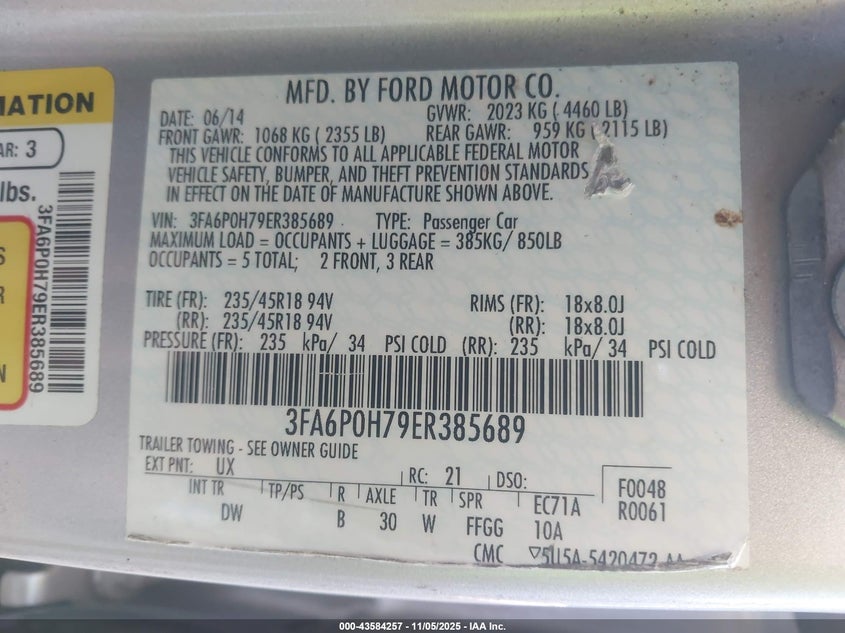 MATION
AR: 3
lbs.
3FA6P0H79ER385689
S
R
N
MFD. BY FORD MOTOR CO.
DATE: 06/14 GVWR: 2023 KG ( 4460 LB)
FRONT GAWR: 1068 KG ( 2355 LB) REAR GAWR: 959 KG ( 2115 LB)
THIS VEHICLE CONFORMS TO ALL APPLICABLE FEDERAL MOTOR
VEHICLE SAFETY, BUMPER, AND THEFT PREVENTION STANDARDS
IN EFFECT ON THE DATE OF MANUFACTURE SHOWN ABOVE.
VIN: 3FA6P0H79ER385689 TYPE: Passenger Car
MAXIMUM LOAD = OCCUPANTS + LUGGAGE = 385KG/ 850LB
OCCUPANTS = 5 TOTAL; 2 FRONT, 3 REAR
TIRE (FR): 235/45R18 94V RIMS (FR): 18x8.0J
(RR): 235/45R18 94V (RR): 18x8.0J
PRESSURE (FR): 235 kPa/ 34 PSI COLD (RR): 235 kPa/ 34 PSI COLD
3FA6P0H79ER385689
TRAILER TOWING - SEE OWNER GUIDE
EXT PNT: UX RC: 21 DSO: F0048
INT TR TP/PS R AXLE TR SPR EC71A R0061
DW B 30 W FFGG 10A
CMC ▽5U5A-5420472-AA
000-43584257 - 11/05/2025 - IAA Inc.